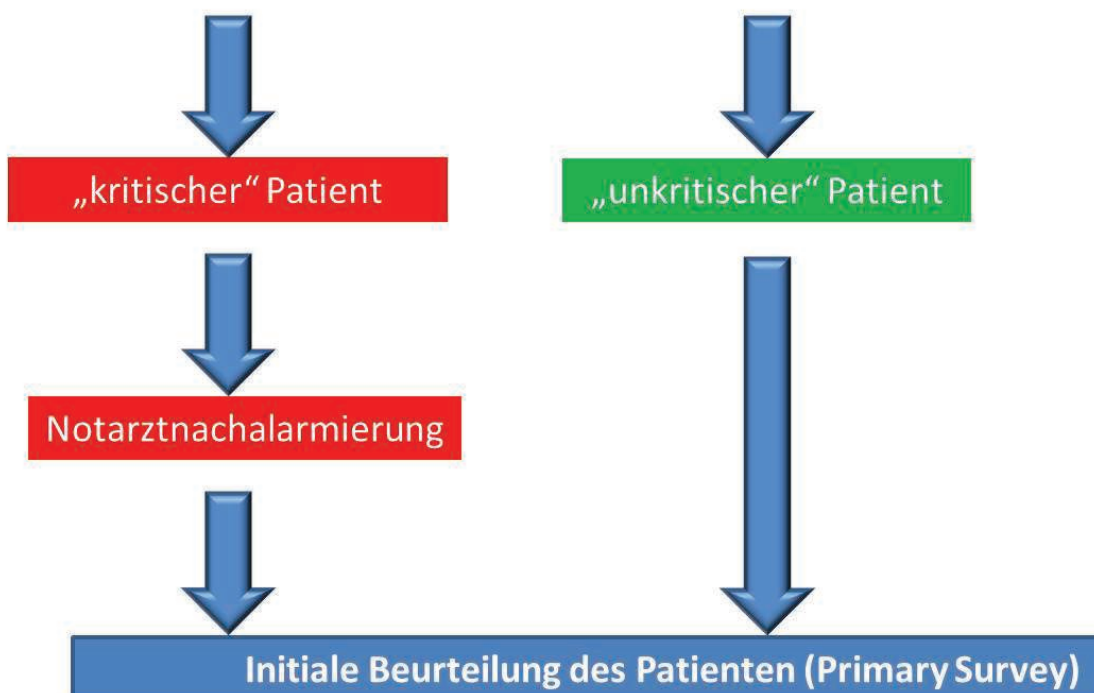 „kritischer“ Patient
„unkritischer“ Patient
Notarztnachalarmierung
Initiale Beurteilung des Patienten (Primary Survey)